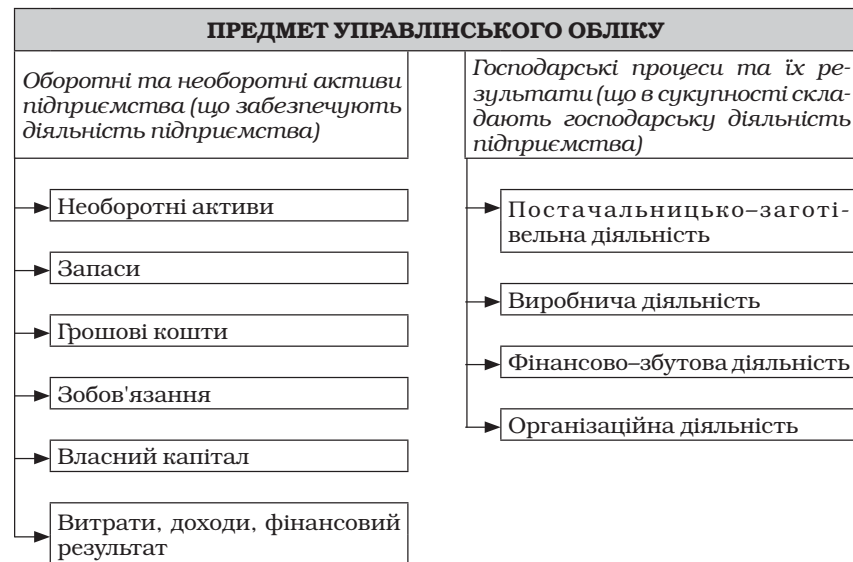 ПРЕДМЕТ УПРАВЛІНСЬКОГО ОБЛІКУ
Оборотні та необоротні активи
підприємства (що забезпечують
діяльність підприємства)
Необоротні активи
Запаси
Грошові кошти
Зобов'язання
Власний капітал
Витрати, доходи, фінансовий
результат
Господарські процеси та їх ре-
зультати (що в сукупності скла-
дають господарську діяльність
підприємства)
Постачальницько–заготі-
вельна діяльність
Виробнича діяльність
Фінансово–збутова діяльність
Організаційна діяльність